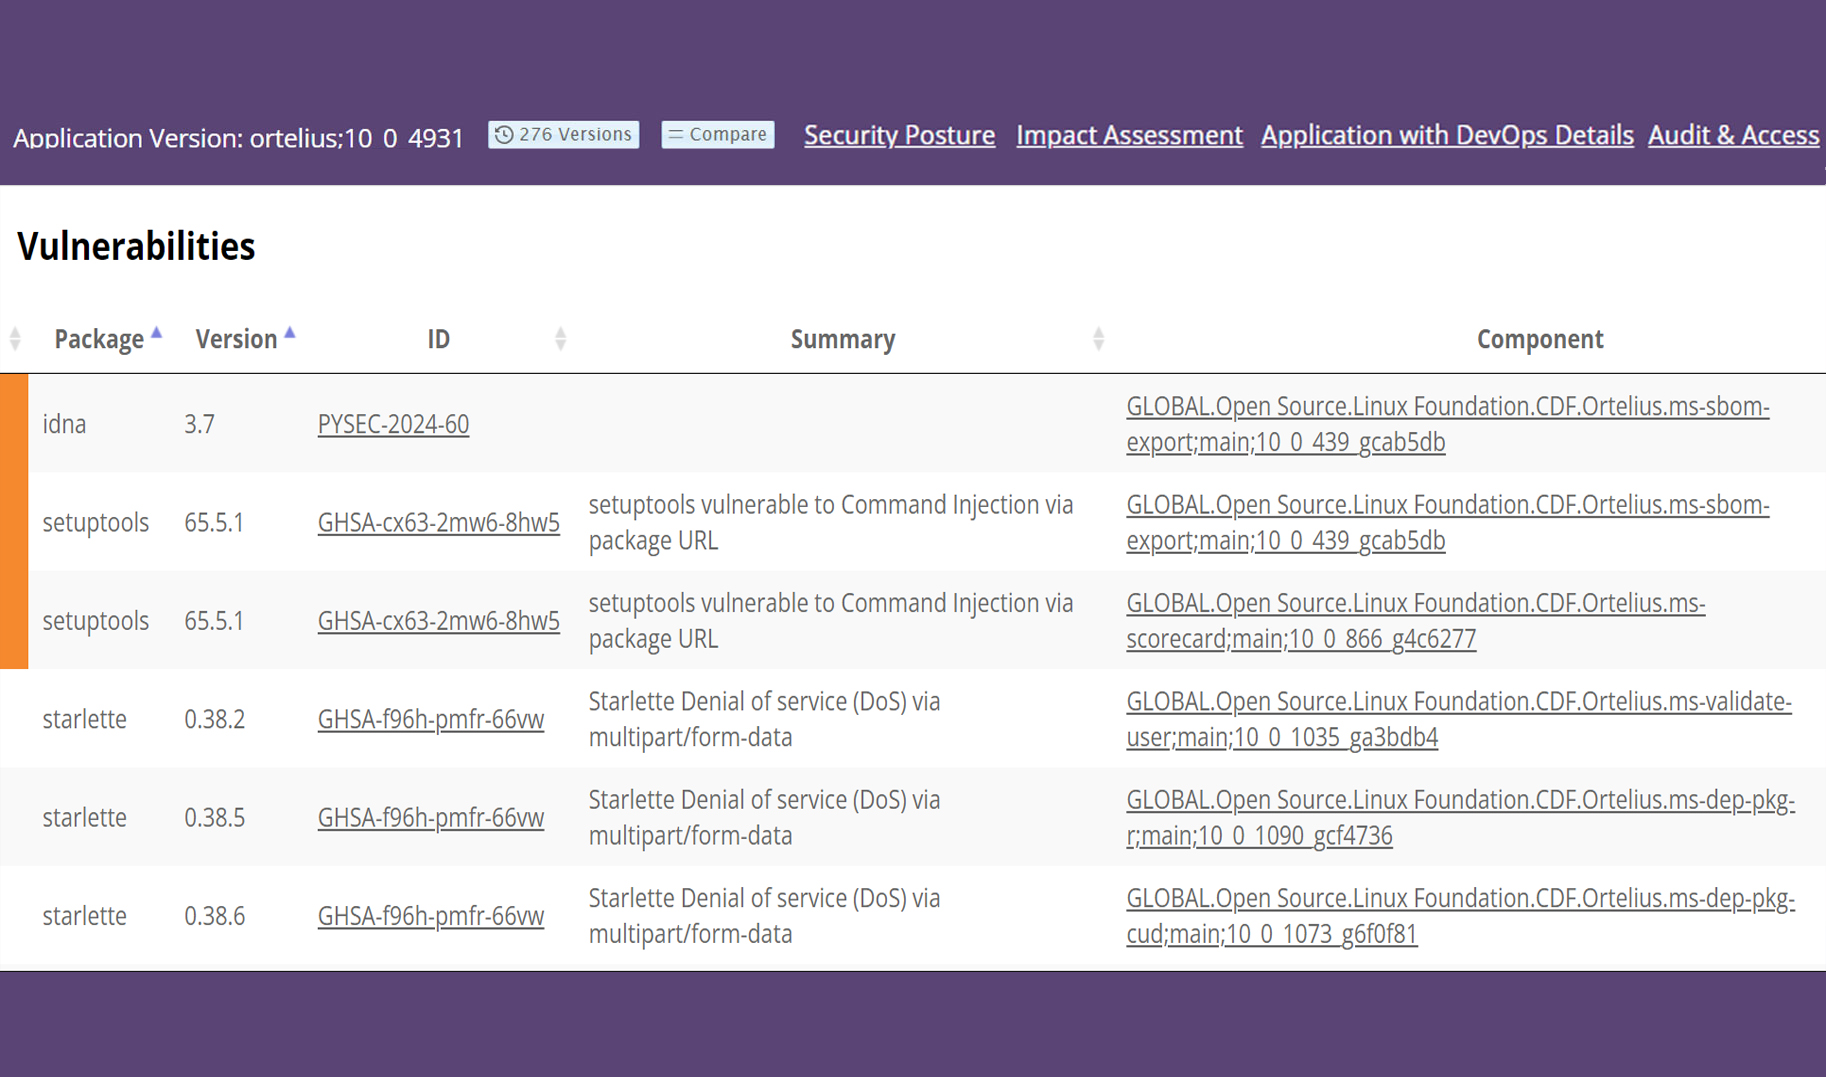 Application Version: ortelius;10_0_4931 276 Versions Compare Security Posture Impact Assessment Application with DevOps Details Audit & Access
Vulnerabilities
Package Version ID Summary Component
idna 3.7 PYSEC-2024-60 GLOBAL.Open Source.Linux Foundation.CDF.Ortelius.ms-sbom-
export;main;10_0_439_gcab5db
setuptools 65.5.1 GHSA-cx63-2mw6-8hw5 setuptools vulnerable to Command Injection via GLOBAL.Open Source.Linux Foundation.CDF.Ortelius.ms-sbom-
package URL export;main;10_0_439_gcab5db
setuptools 65.5.1 GHSA-cx63-2mw6-8hw5 setuptools vulnerable to Command Injection via GLOBAL.Open Source.Linux Foundation.CDF.Ortelius.ms-
package URL scorecard;main;10_0_866_g4c6277
starlette 0.38.2 GHSA-f96h-pmfr-66vw Starlette Denial of service (DoS) via GLOBAL.Open Source.Linux Foundation.CDF.Ortelius.ms-validate-
multipart/form-data user;main;10_0_1035_ga3bdb4
starlette 0.38.5 GHSA-f96h-pmfr-66vw Starlette Denial of service (DoS) via GLOBAL.Open Source.Linux Foundation.CDF.Ortelius.ms-dep-pkg-
multipart/form-data r;main;10_0_1090_gcf4736
starlette 0.38.6 GHSA-f96h-pmfr-66vw Starlette Denial of service (DoS) via GLOBAL.Open Source.Linux Foundation.CDF.Ortelius.ms-dep-pkg-
multipart/form-data cud;main;10_0_1073_g6f0f81